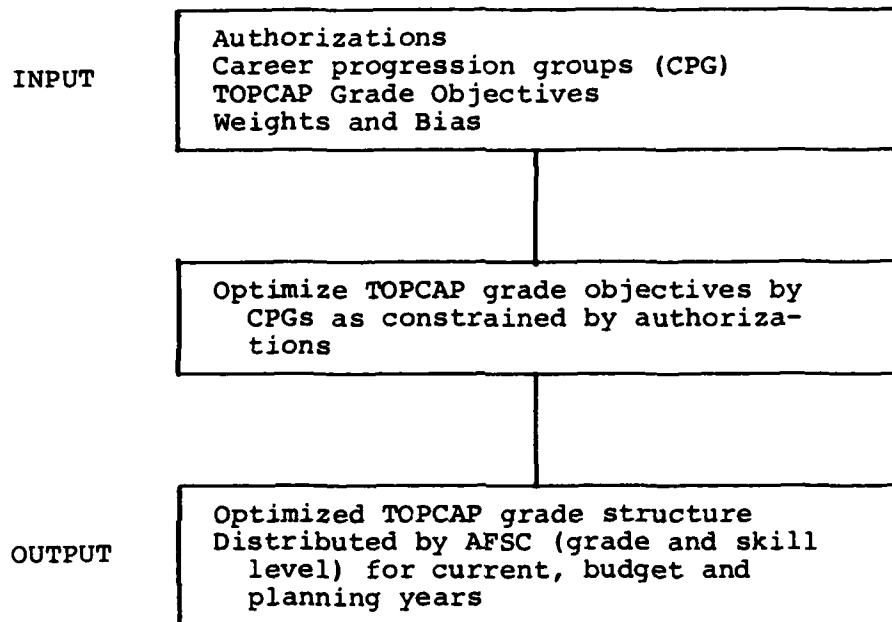 INPUT
Authorizations
Career progression groups (CPG)
TOPCAP Grade Objectives
Weights and Bias
Optimize TOPCAP grade objectives by
CPGs as constrained by authoriza-
tions
OUTPUT
Optimized TOPCAP grade structure
Distributed by AFSC (grade and skill
level) for current, budget and
planning years